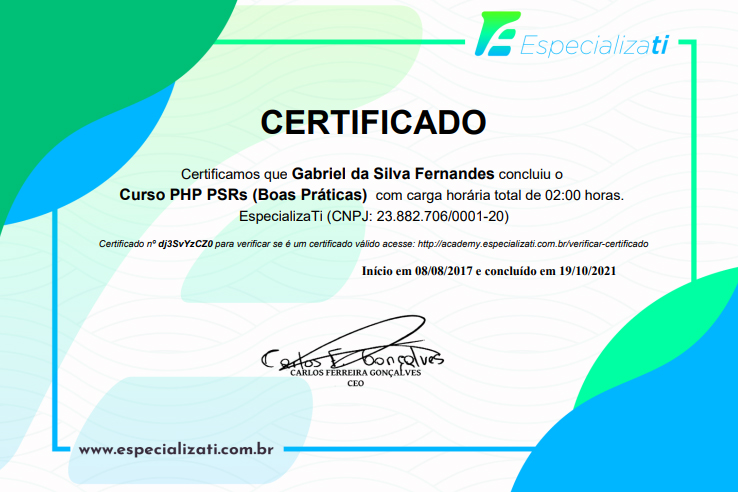 EspecializaTi
CERTIFICADO
Certificamos que Gabriel da Silva Fernandes concluiu o
Curso PHP PSRs (Boas Práticas) com carga horária total de 02:00 horas.
EspecializaTi (CNPJ: 23.882.706/0001-20)
Certificado nº dj3SvYzCZ0 para verificar se é um certificado válido acesse: http://academy.especializati.com.br/verificar-certificado
Início em 08/08/2017 e concluído em 19/10/2021
Carlos F. Gonçalves
CARLOS FERREIRA GONÇALVES
CEO
www.especializati.com.br